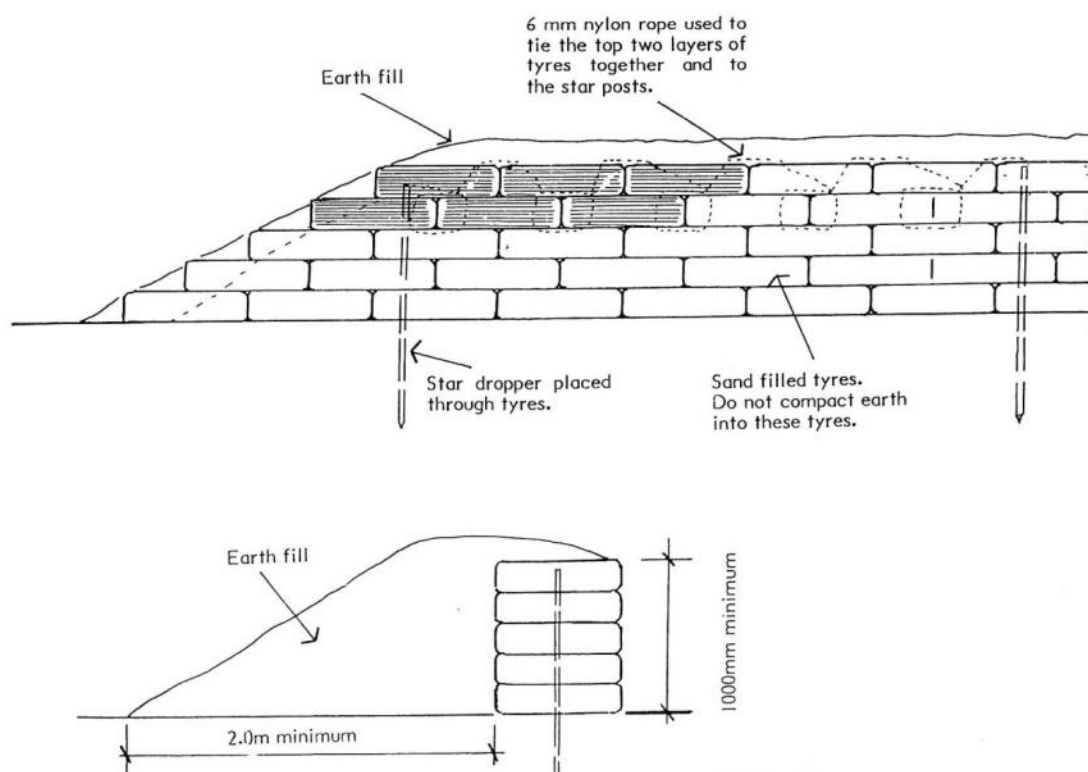 6 mm nylon rope used to
tie the top two layers of
tyres together and to
the star posts.
Earth fill
Star dropper placed
through tyres.
Sand filled tyres.
Do not compact earth
into these tyres.
Earth fill
1000mm minimum
2.0m minimum